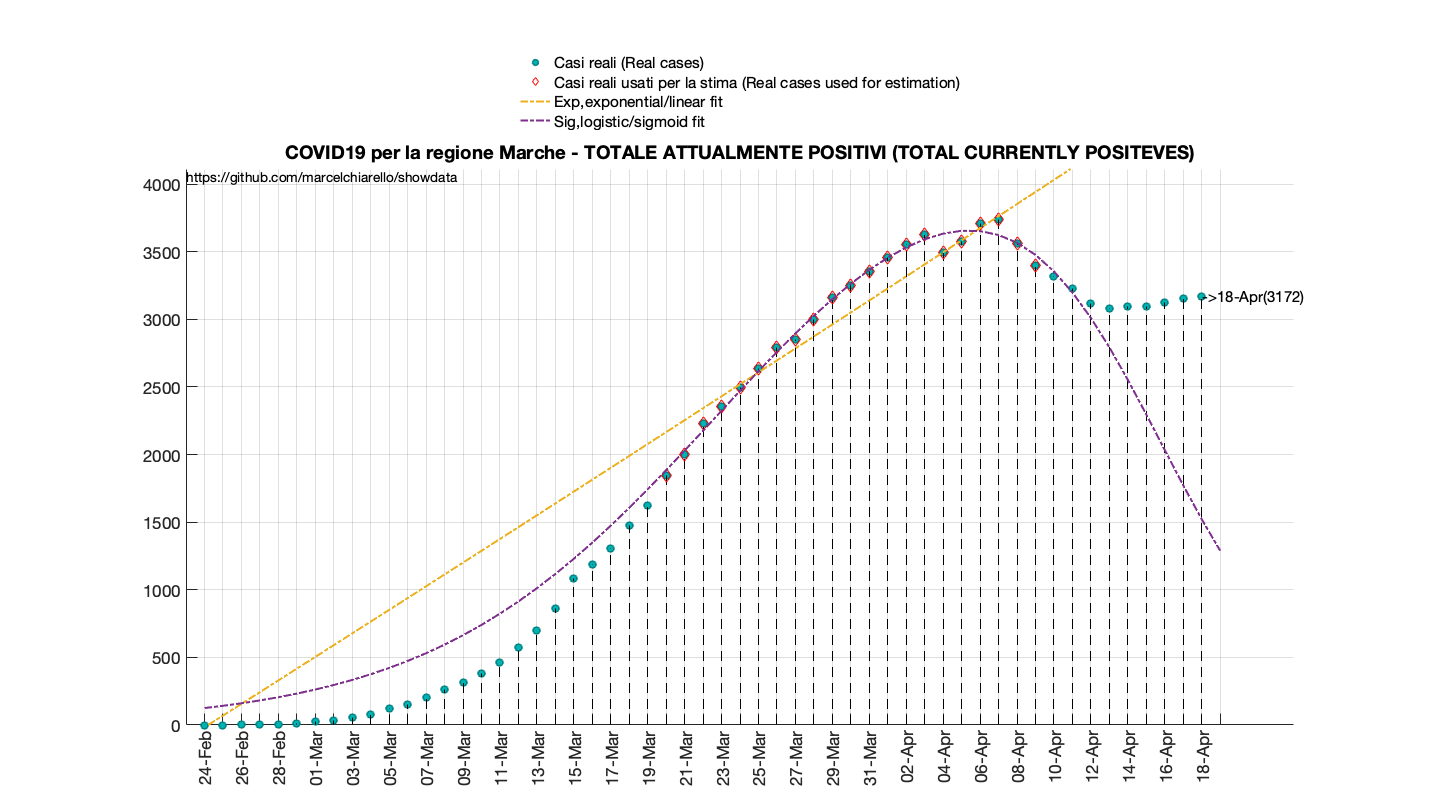 Casi reali (Real cases)
Casi reali usati per la stima (Real cases used for estimation)
Exp,exponential/linear fit
Sig,logistic/sigmoid fit
COVID19 per la regione Marche - TOTALE ATTUALMENTE POSITIVI (TOTAL CURRENTLY POSITEVES)
https://github.com/marcelchiarello/showdata
4000
3500
3000
2500
2000
1500
1000
500
0
->18-Apr(3172)
24-Feb
26-Feb
28-Feb
01-Mar
03-Mar
05-Mar
07-Mar
09-Mar
11-Mar
13-Mar
15-Mar
17-Mar
19-Mar
21-Mar
23-Mar
25-Mar
27-Mar
29-Mar
31-Mar
02-Apr
04-Apr
06-Apr
08-Apr
10-Apr
12-Apr
14-Apr
16-Apr
18-Apr